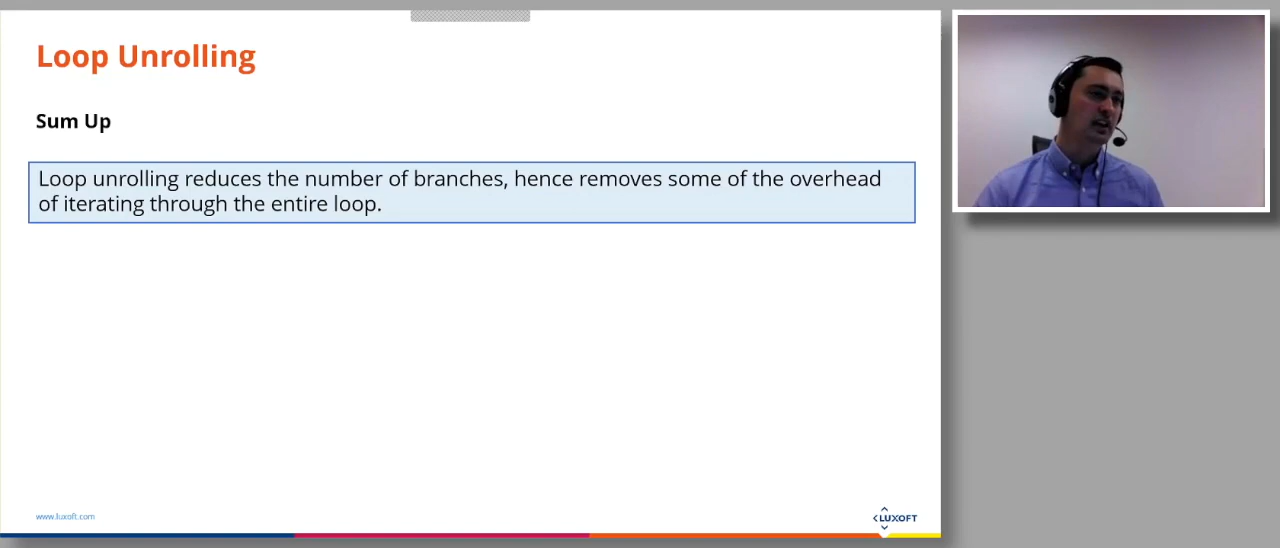 Loop Unrolling
Sum Up
Loop unrolling reduces the number of branches, hence removes some of the overhead
of iterating through the entire loop.
www.luxoft.com
LUXOFT